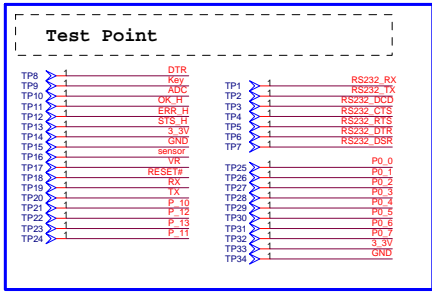 Test Point
TP8 1 DTR
TP9 1 Key
TP10 1 ADC
TP11 1 OK_H
TP12 1 ERR_H
TP13 1 STS_H
TP14 1 3_3V
TP15 1 GND
TP16 1 sensor
TP17 1 VR
TP18 1 RESET#
TP19 1 RX
TP20 1 TX
TP21 1 P_10
TP22 1 P_12
TP23 1 P_13
TP24 1 P_11
TP1 1 RS232_RX
TP2 1 RS232_TX
TP3 1 RS232_DCD
TP4 1 RS232_CTS
TP5 1 RS232_RTS
TP6 1 RS232_DTR
TP7 1 RS232_DSR
TP25 1 P0_0
TP26 1 P0_1
TP27 1 P0_2
TP28 1 P0_3
TP29 1 P0_4
TP30 1 P0_5
TP31 1 P0_6
TP32 1 P0_7
TP33 1 3_3V
TP34 1 GND